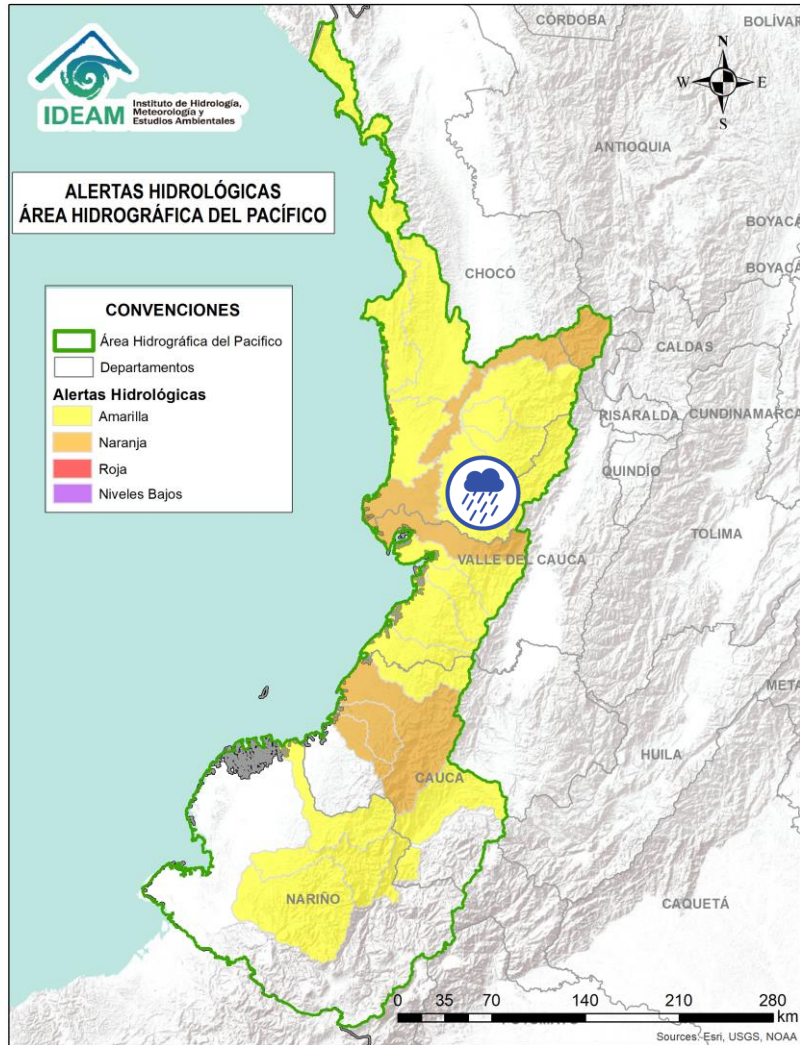 CÓRDOBA
BOLÍVAR
IDEAM
Instituto de Hidrología,
Meteorología y
Estudios Ambientales
N
W
E
S
ANTIOQUIA
ALERTAS HIDROLÓGICAS
ÁREA HIDROGRÁFICA DEL PACÍFICO
BOYACÁ
BOYACÁ
CHOCÓ
CONVENCIONES
Área Hidrográfica del Pacifico
Departamentos
Alertas Hidrológicas
Amarilla
Naranja
Roja
Niveles Bajos
CALDAS
RISARALDA
CUNDINAMARCA
QUINDÍO
TOLIMA
VALLE DEL CAUCA
META
HUILA
CAUCA
NARIÑO
CAQUETÁ
0 35 70 140 210 280
km
Sources: Esri, USGS, NOAA